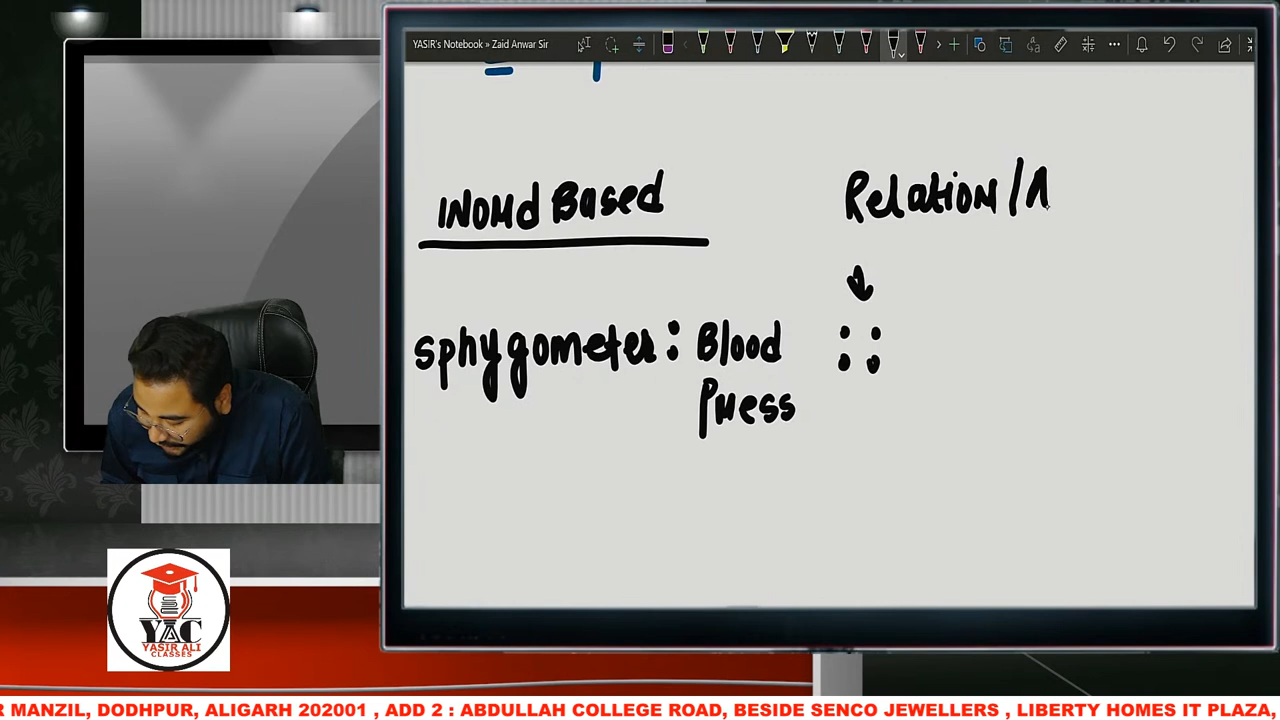 YASIR's Notebook » Zaid Anwar Sir
Word Based
Relation/A
Sphygometer : Blood ::
Press
YAC
YASIR ALI
CLASSES
R MANZIL, DODHPUR, ALIGARH 202001 , ADD 2 : ABDULLAH COLLEGE ROAD, BESIDE SENCO JEWELLERS , LIBERTY HOMES IT PLAZA,